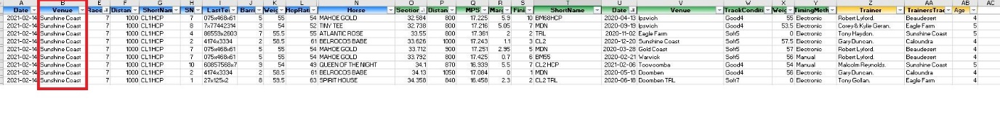 A B E F G H I J K L N O P Q R S T U V W X Y Z AA AB AC
Date Venue Race Distan ShortNam SN LastTe Barri Weig HopRat Horse Section Distan MPS Mar Fini ShortName Date Venue TrackConditi Weig TimingMeth Trainer TrainersTrac Age
2021-02-14 Sunshine Coast 7 1000 CL1HCP 7 075x468x61 5 55 54 MAHOE GOLD 32.584 800 17.225 5.9 10 BM68HCP 2020-04-13 Ipswich Good4 55 Electronic Robert Lyford. Beaudesert 4
2021-02-14 Sunshine Coast 7 1000 CL1HCP 8 7x77442314 3 54 52 TINY TEE 32.738 800 17.216 5.05 7 MDN 2020-09-19 Ipswich Good4 53.5 Electronic Corey & Kylie Geran. Eagle Farm 5
2021-02-14 Sunshine Coast 7 1000 CL1HCP 4 86559x2603 7 55.5 55 ATLANTIC ROSE 33.55 800 17.361 2 2 TRL 2020-11-02 Eagle Farm Soft5 0 Electronic Tony Haydon. Sunshine Coast 5
2021-02-14 Sunshine Coast 7 1000 CL1HCP 2 4174x3334 2 58.5 61 BELROCOS BABE 33.626 1000 17.243 1.1 3 CL2 2020-12-20 Sunshine Coast Soft5 57.5 Electronic Gary Duncan. Caloundra 4
2021-02-14 Sunshine Coast 7 1000 CL1HCP 7 075x468x61 5 55 54 MAHOE GOLD 33.712 900 17.251 2.95 5 MDN 2020-03-28 Gold Coast Soft5 57 Electronic Robert Lyford. Beaudesert 4
2021-02-14 Sunshine Coast 7 1000 CL1HCP 7 075x468x61 5 55 54 MAHOE GOLD 33.792 800 17.425 0.7 6 BM55 2020-02-21 Warwick Soft5 56 Manual Robert Lyford. Beaudesert 4
2021-02-14 Sunshine Coast 7 1000 CL1HCP 10 60857568x7 9 54 49 QUEEN OF THE NIGHT 34.1 870 16.939 5.5 7 CL2 HCP 2021-02-06 Toowoomba Good4 54 Manual Malcolm Reynolds. Sunshine Coast 5
2021-02-14 Sunshine Coast 7 1000 CL1HCP 2 4174x3334 2 58.5 61 BELROCOS BABE 34.13 1050 17.084 0 1 MDN 2020-05-13 Doomben Good4 56 Electronic Gary Duncan. Caloundra 4
2021-02-14 Sunshine Coast 7 1000 CL1HCP 1 27x125x2 8 59.5 63 SPIRIT HOUSE 34.358 840 16.458 2.3 2 CL2 TRL 2020-06-18 Doomben TRL Soft7 0 Electronic Tony Gollan. Eagle Farm 4